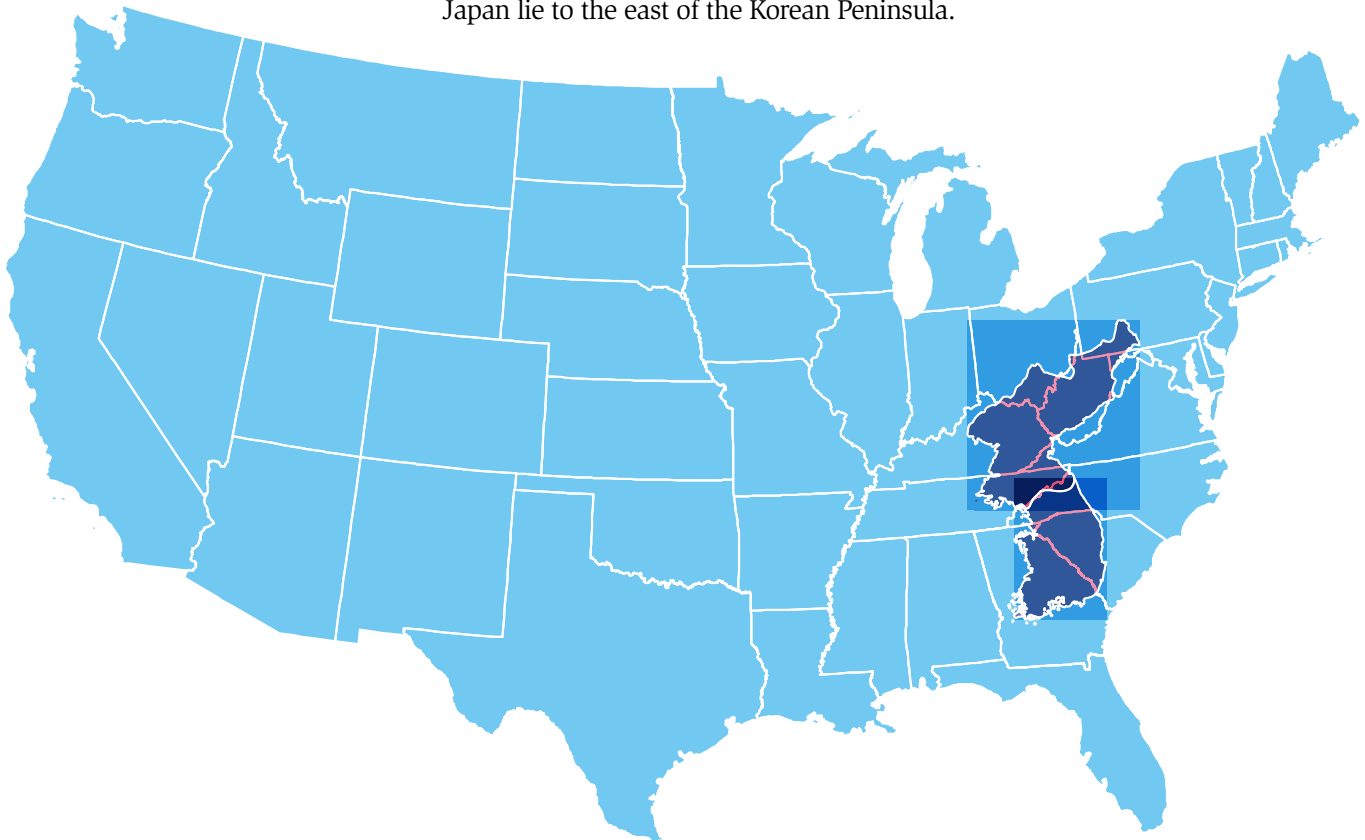 Japan lie to the east of the Korean Peninsula.